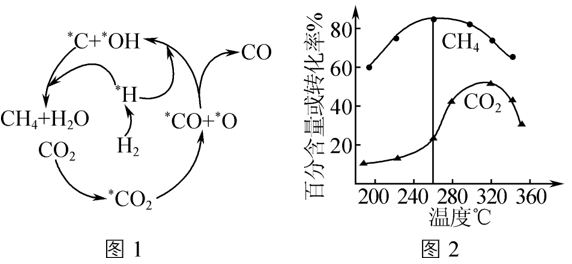 *C+*OH
CO
*H
CH₄+H₂O
*CO+*O
H₂
CO₂
*CO₂
图 1
百分含量或转化率%
80
60
40
20
CH₄
CO₂
200
240
280
320
360
温度℃
图 2